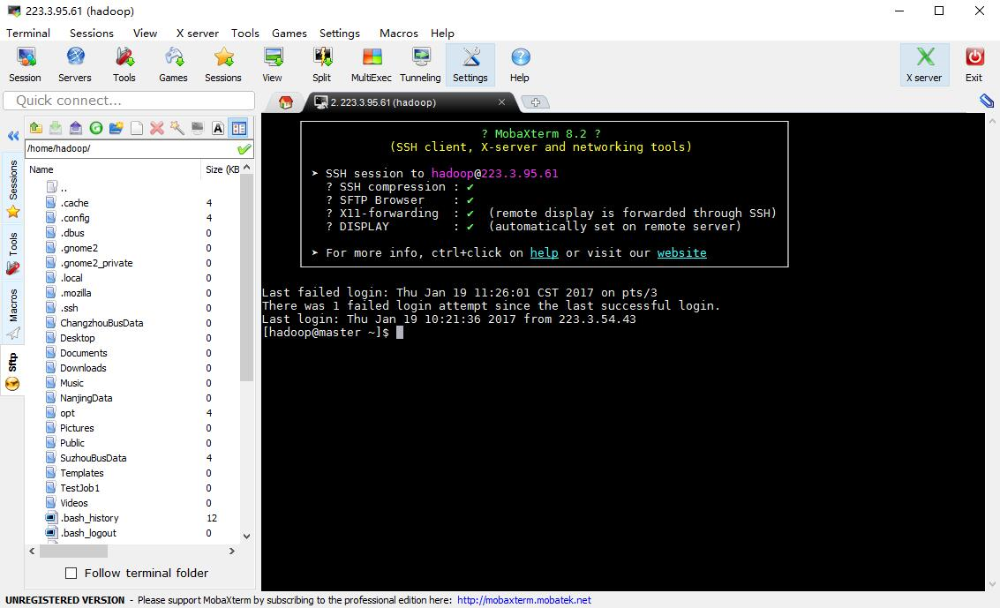 223.3.95.61 (hadoop)
Terminal Sessions View X server Tools Games Settings Macros Help
Session Servers Tools Games Sessions View Split MultiExec Tunneling Settings Help X server Exit
Quick connect...
2. 223.3.95.61 (hadoop)
/home/hadoop/
Name Size (KB
..
.cache 4
.config 4
.dbus 0
.gnome2 0
.gnome2_private 0
.local 0
.mozilla 0
.ssh 0
ChangzhouBusData 0
Desktop 0
Documents 0
Downloads 0
Music 0
NanjingData 0
opt 4
Pictures 0
Public 0
SuzhouBusData 4
Templates 0
TestJob1 0
Videos 0
.bash_history 12
.bash_logout 0
Follow terminal folder
Sessions
Tools
Macros
Sftp
? MobaXterm 8.2 ?
(SSH client, X-server and networking tools)
➤ SSH session to hadoop@223.3.95.61
? SSH compression : ✔
? SFTP Browser : ✔
? X11-forwarding : ✔ (remote display is forwarded through SSH)
? DISPLAY : ✔ (automatically set on remote server)
➤ For more info, ctrl+click on help or visit our website
Last failed login: Thu Jan 19 11:26:01 CST 2017 on pts/3
There was 1 failed login attempt since the last successful login.
Last login: Thu Jan 19 10:21:36 2017 from 223.3.54.43
[hadoop@master ~]$
UNREGISTERED VERSION - Please support MobaXterm by subscribing to the professional edition here: http://mobaxterm.mobatek.net